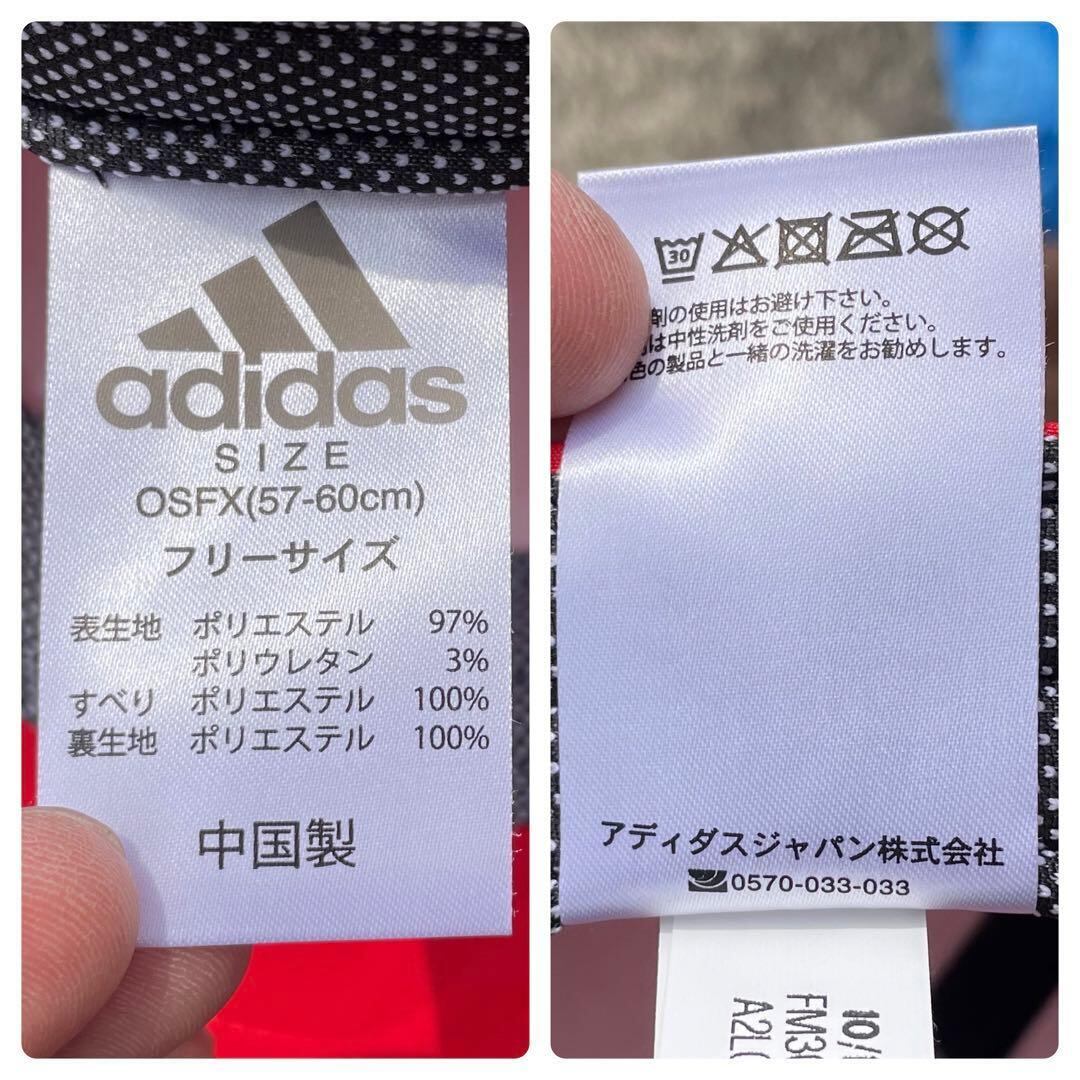 adidas
SIZE
OSFX(57-60cm)
フリーサイズ
表生地 ポリエステル 97%
ポリウレタン 3%
すべり ポリエステル 100%
裏生地 ポリエステル 100%
中国製
30
剤の使用はお避け下さい。
は中性洗剤をご使用ください。
色の製品と一緒の洗濯をお勧めします。
アディダスジャパン株式会社
0570-033-033
10/
FM3
A2L